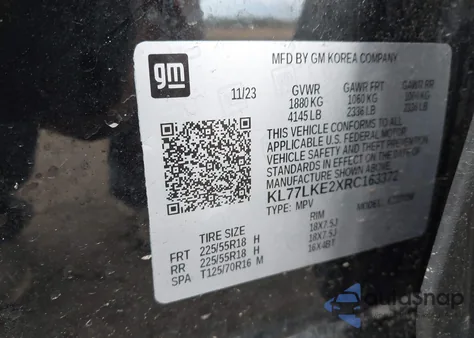 gm
MFD BY GM KOREA COMPANY
11/23 GVWR GAWR FRT GAWR RR
1880 KG 1060 KG
4145 LB 2336 LB
THIS VEHICLE CONFORMS TO ALL
APPLICABLE U.S. FEDERAL MOTOR
VEHICLE SAFETY AND THEFT PREVENTION
STANDARDS IN EFFECT ON THE DATE OF
MANUFACTURE SHOWN ABOVE.
KL77LKE2XRC163372
TYPE: MPV
TIRE SIZE RIM
FRT 225/55R18 H 18X7.5J
RR 225/55R18 H 18X7.5J
SPA T125/70R16 M 16X4BT
AutoSnap